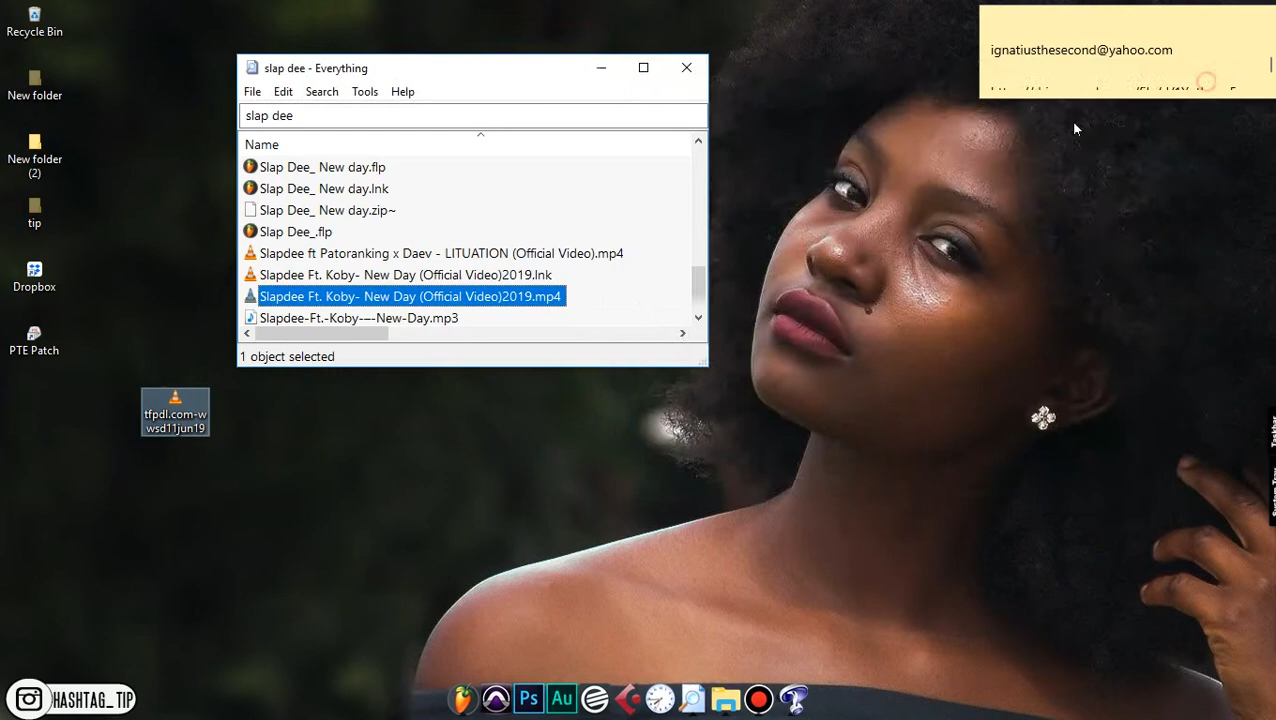 Recycle Bin
New folder
New folder
(2)
tip
Dropbox
PTE Patch
tfpdl.com-w
wsd11jun19
slap dee - Everything
File Edit Search Tools Help
slap dee
Name
Slap Dee_ New day.flp
Slap Dee_ New day.lnk
Slap Dee_ New day.zip~
Slap Dee_.flp
Slapdee ft Patoranking x Daev - LITUATION (Official Video).mp4
Slapdee Ft. Koby- New Day (Official Video)2019.lnk
Slapdee Ft. Koby- New Day (Official Video)2019.mp4
Slapdee-Ft.-Koby-–-New-Day.mp3
1 object selected
ignatiusthesecond@yahoo.com
Taskbar
HASHTAG_TIP
Ps Au